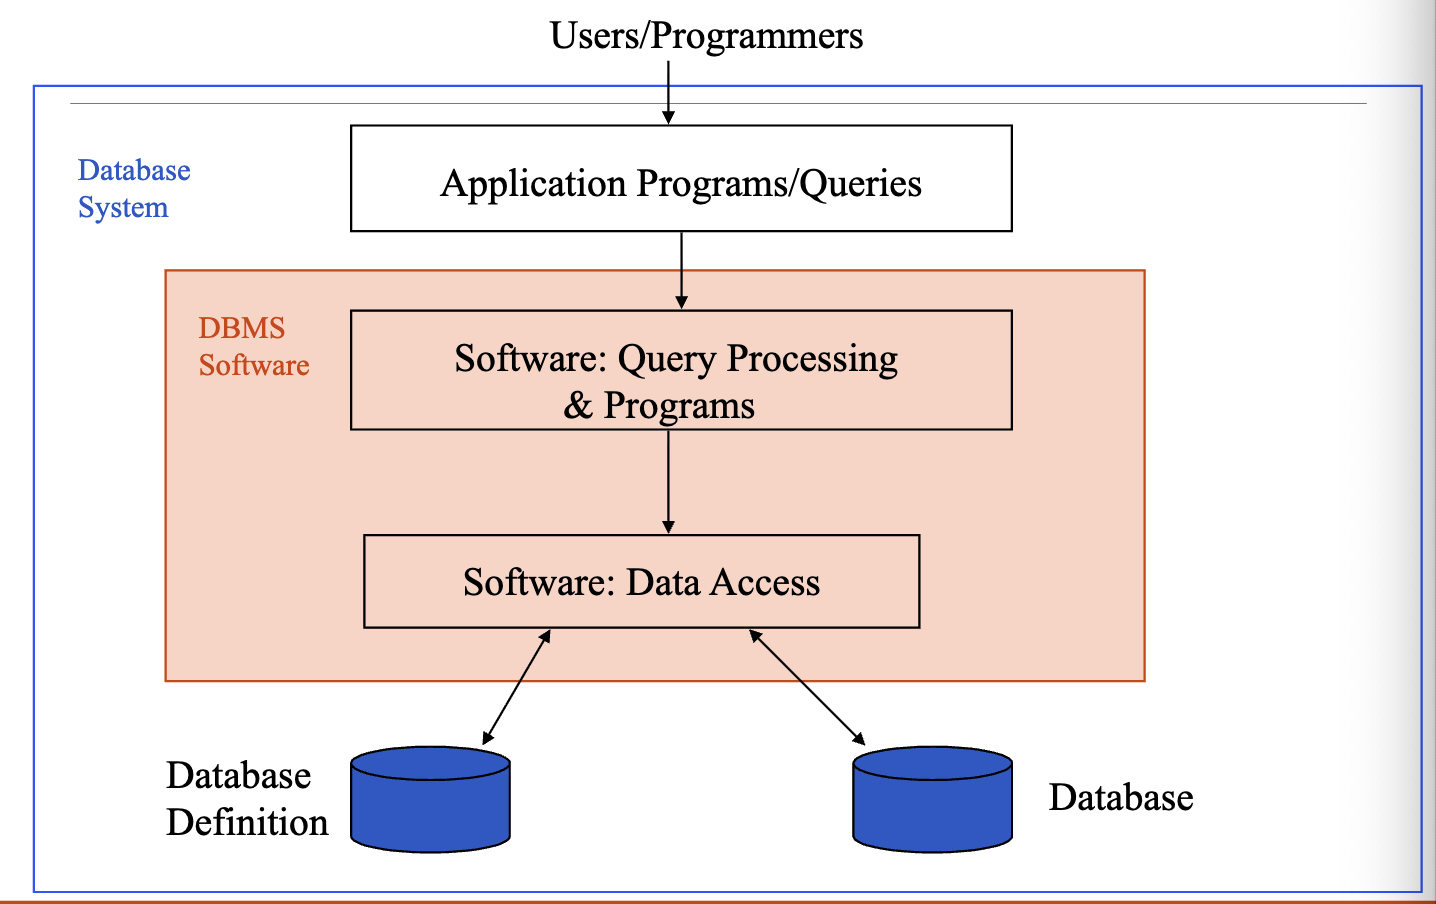 Users/Programmers
Database
System
Application Programs/Queries
DBMS
Software
Software: Query Processing
& Programs
Software: Data Access
Database
Definition
Database